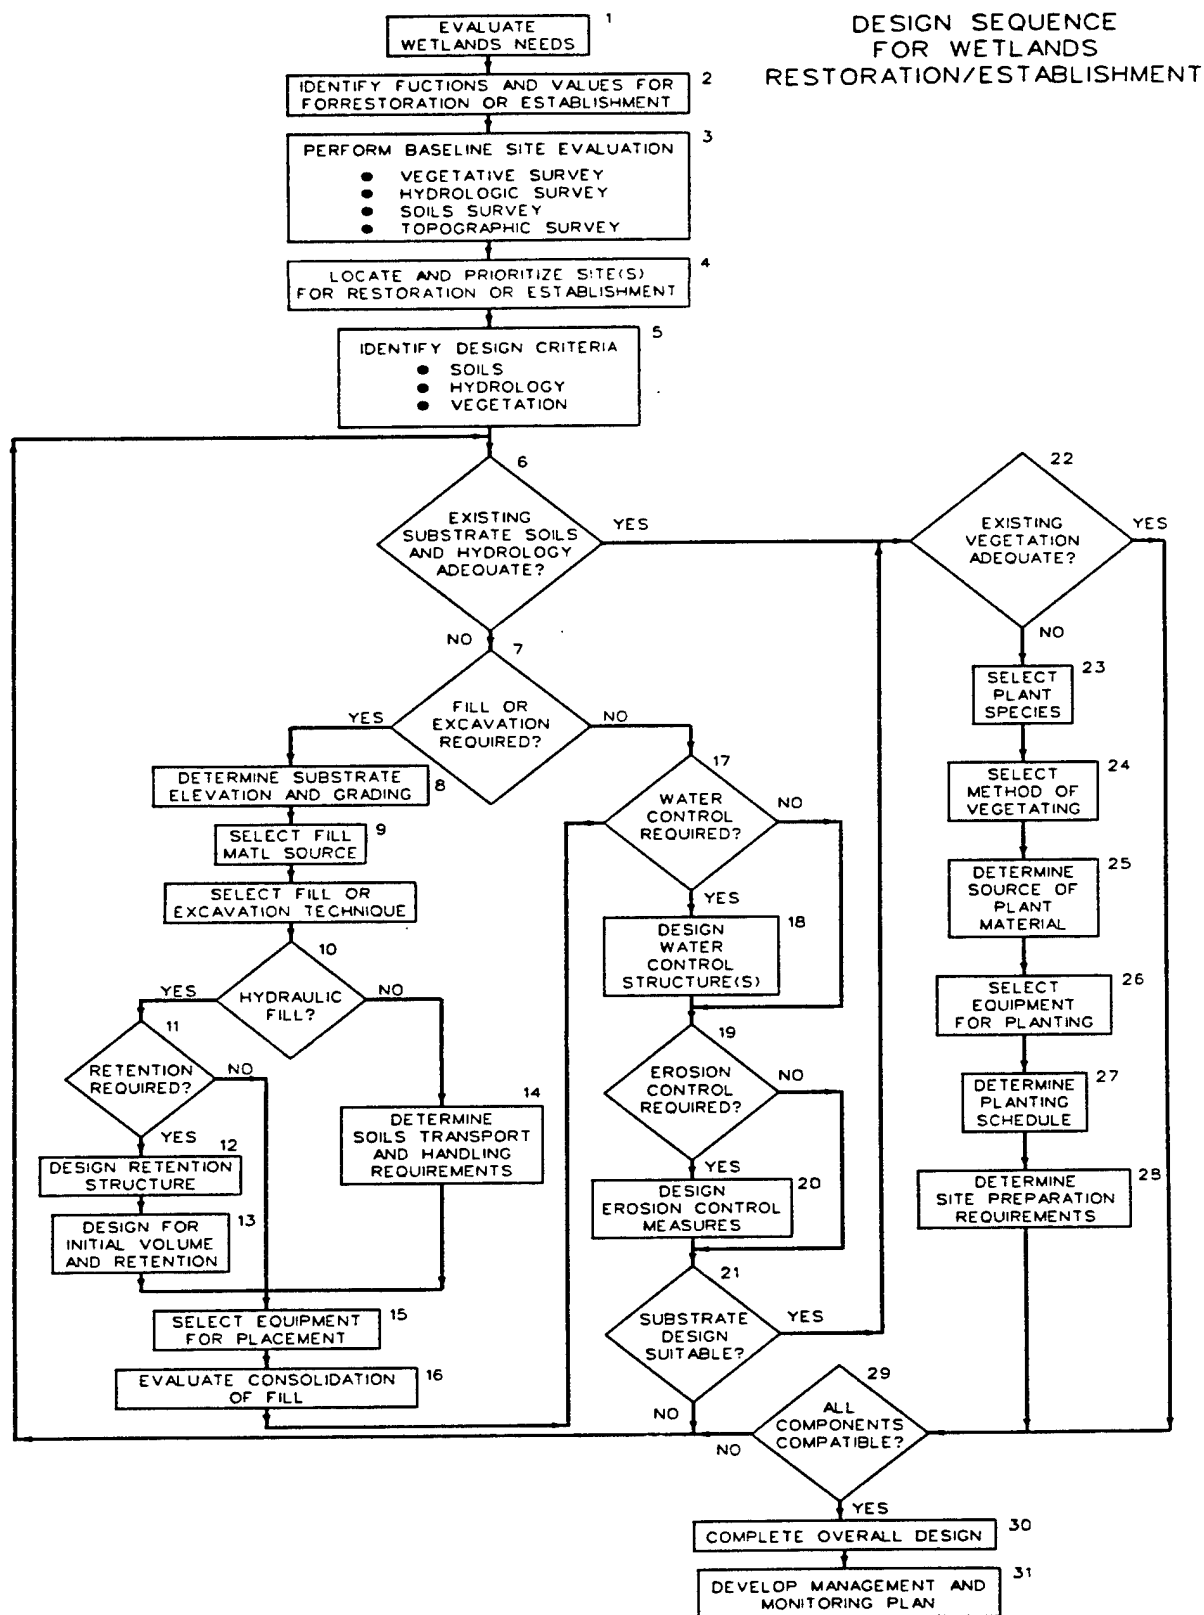 DESIGN SEQUENCE
FOR WETLANDS
RESTORATION/ESTABLISHMENT
1
EVALUATE
WETLANDS NEEDS
2
IDENTIFY FUCTIONS AND VALUES FOR
FORRESTORATION OR ESTABLISHMENT
3
PERFORM BASELINE SITE EVALUATION
● VEGETATIVE SURVEY
● HYDROLOGIC SURVEY
● SOILS SURVEY
● TOPOGRAPHIC SURVEY
4
LOCATE AND PRIORITIZE SITE(S)
FOR RESTORATION OR ESTABLISHMENT
5
IDENTIFY DESIGN CRITERIA
● SOILS
● HYDROLOGY
● VEGETATION
6
EXISTING
SUBSTRATE SOILS
AND HYDROLOGY
ADEQUATE?
YES
NO
7
FILL OR
EXCAVATION
REQUIRED?
YES
NO
DETERMINE SUBSTRATE
ELEVATION AND GRADING
8
9
SELECT FILL
MATL SOURCE
SELECT FILL OR
EXCAVATION TECHNIQUE
10
HYDRAULIC
FILL?
YES
NO
11
RETENTION
REQUIRED?
NO
YES
12
DESIGN RETENTION
STRUCTURE
13
DESIGN FOR
INITIAL VOLUME
AND RETENTION
14
DETERMINE
SOILS TRANSPORT
AND HANDLING
REQUIREMENTS
15
SELECT EQUIPMENT
FOR PLACEMENT
16
EVALUATE CONSOLIDATION
OF FILL
17
WATER
CONTROL
REQUIRED?
NO
YES
18
DESIGN
WATER
CONTROL
STRUCTURE(S)
19
EROSION
CONTROL
REQUIRED?
NO
YES
20
DESIGN
EROSION CONTROL
MEASURES
21
SUBSTRATE
DESIGN
SUITABLE?
YES
NO
22
EXISTING
VEGETATION
ADEQUATE?
YES
NO
23
SELECT
PLANT
SPECIES
24
SELECT
METHOD OF
VEGETATING
25
DETERMINE
SOURCE OF
PLANT
MATERIAL
26
SELECT
EQUIPMENT
FOR PLANTING
27
DETERMINE
PLANTING
SCHEDULE
28
DETERMINE
SITE PREPARATION
REQUIREMENTS
29
ALL
COMPONENTS
COMPATIBLE?
NO
YES
30
COMPLETE OVERALL DESIGN
31
DEVELOP MANAGEMENT AND
MONITORING PLAN